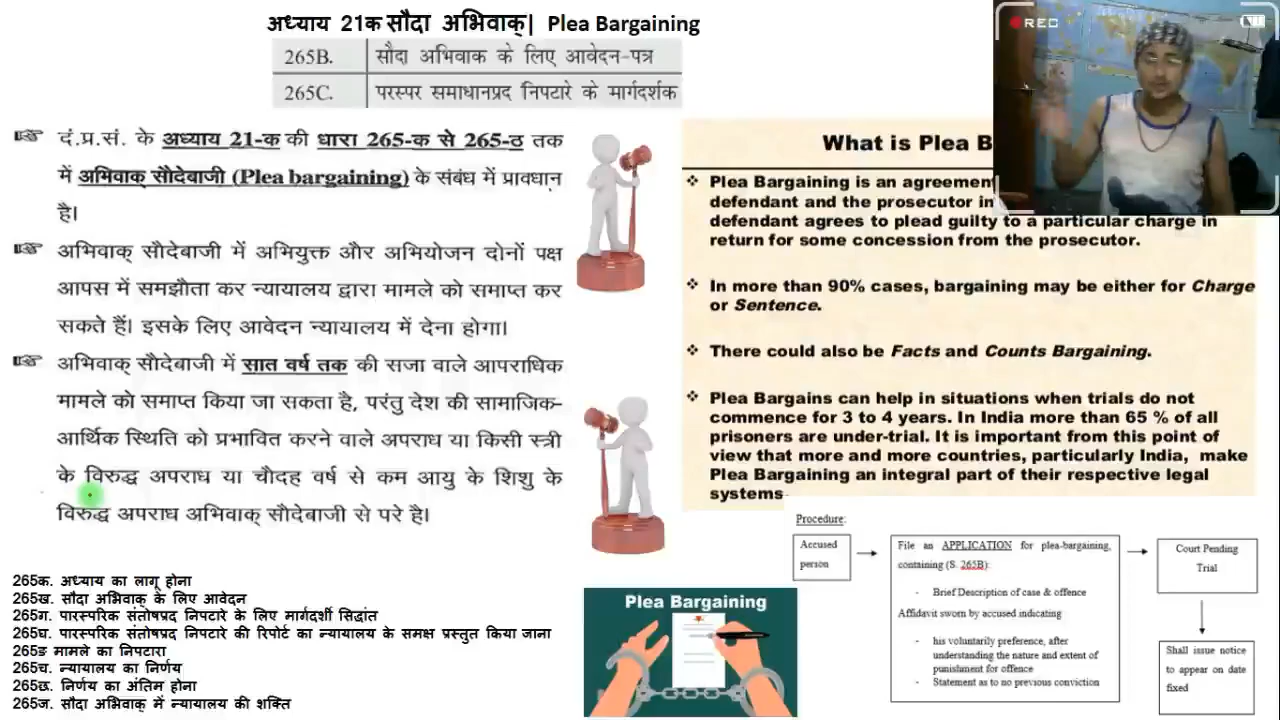 अध्याय 21क सौदा अभिवाक्| Plea Bargaining
265B. सौदा अभिवाक के लिए आवेदन-पत्र
265C. परस्पर समाधानप्रद निपटारे के मार्गदर्शक
दं.प्र.सं. के अध्याय 21-क की धारा 265-क से 265-ठ तक
में अभिवाक् सौदेबाजी (Plea bargaining) के संबंध में प्रावधान
है।
अभिवाक् सौदेबाजी में अभियुक्त और अभियोजन दोनों पक्ष
आपस में समझौता कर न्यायालय द्वारा मामले को समाप्त कर
सकते हैं। इसके लिए आवेदन न्यायालय में देना होगा।
अभिवाक् सौदेबाजी में सात वर्ष तक की सजा वाले आपराधिक
मामले को समाप्त किया जा सकता है, परंतु देश की सामाजिक-
आर्थिक स्थिति को प्रभावित करने वाले अपराध या किसी स्त्री
के विरुद्ध अपराध या चौदह वर्ष से कम आयु के शिशु के
विरुद्ध अपराध अभिवाक् सौदेबाजी से परे है।
265क. अध्याय का लागू होना
265ख. सौदा अभिवाक् के लिए आवेदन
265ग. पारस्परिक संतोषप्रद निपटारे के लिए मार्गदर्शी सिद्धांत
265घ. पारस्परिक संतोषप्रद निपटारे की रिपोर्ट का न्यायालय के समक्ष प्रस्तुत किया जाना
265ङ मामले का निपटारा
265च. न्यायालय का निर्णय
265छ. निर्णय का अंतिम होना
265ज. सौदा अभिवाक् में न्यायालय की शक्ति
REC
What is Plea B
Plea Bargaining is an agreement
defendant and the prosecutor in
defendant agrees to plead guilty to a particular charge in
return for some concession from the prosecutor.
In more than 90% cases, bargaining may be either for Charge
or Sentence.
There could also be Facts and Counts Bargaining.
Plea Bargains can help in situations when trials do not
commence for 3 to 4 years. In India more than 65 % of all
prisoners are under-trial. It is important from this point of
view that more and more countries, particularly India, make
Plea Bargaining an integral part of their respective legal
systems
Plea Bargaining
Procedure:
Accused
person
File an APPLICATION for plea-bargaining,
containing (S. 265B):
- Brief Description of case & offence
Affidavit sworn by accused indicating
- his voluntarily preference, after
understanding the nature and extent of
punishment for offence
- Statement as to no previous conviction
Court Pending
Trial
Shall issue notice
to appear on date
fixed